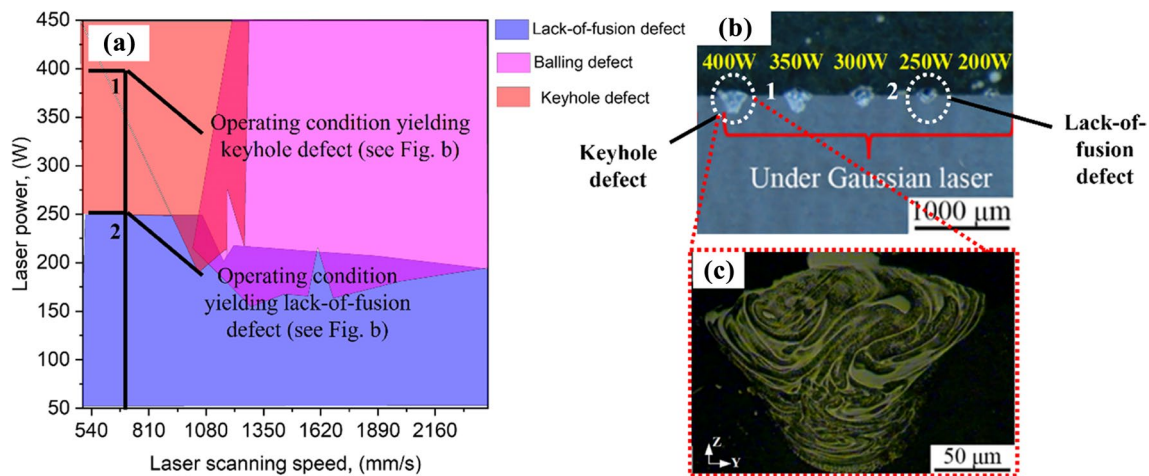 (a)
Laser power, (W)
450
400
350
300
250
200
150
100
50
540 810 1080 1350 1620 1890 2160
Laser scanning speed, (mm/s)
1
Operating condition yielding
keyhole defect (see Fig. b)
2
Operating condition
yielding lack-of-fusion
defect (see Fig. b)
Lack-of-fusion defect
Balling defect
Keyhole defect
(b)
400W 350W 300W 250W 200W
1 2
Keyhole
defect
Lack-of-
fusion
defect
Under Gaussian laser
1000 μm
(c)
Z
Y
50 μm